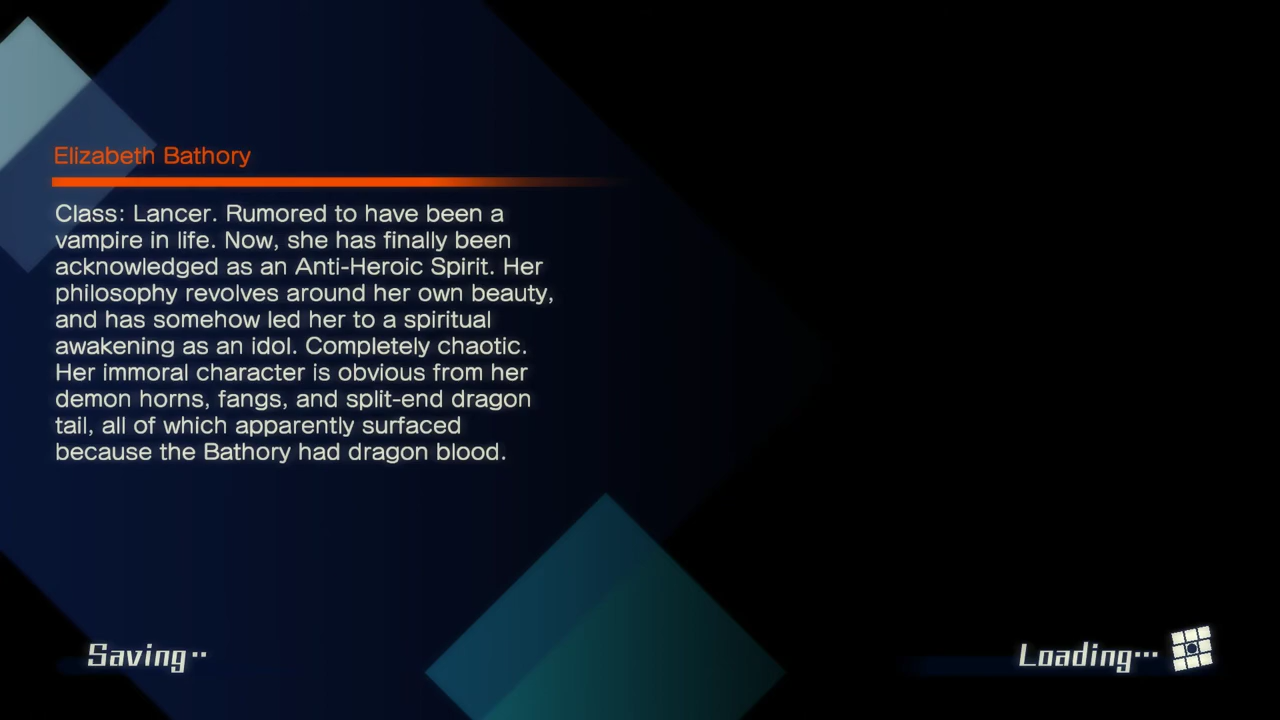 Elizabeth Bathory
Class: Lancer. Rumored to have been a
vampire in life. Now, she has finally been
acknowledged as an Anti-Heroic Spirit. Her
philosophy revolves around her own beauty,
and has somehow led her to a spiritual
awakening as an idol. Completely chaotic.
Her immoral character is obvious from her
demon horns, fangs, and split-end dragon
tail, all of which apparently surfaced
because the Bathory had dragon blood.
Saving··
Loading···